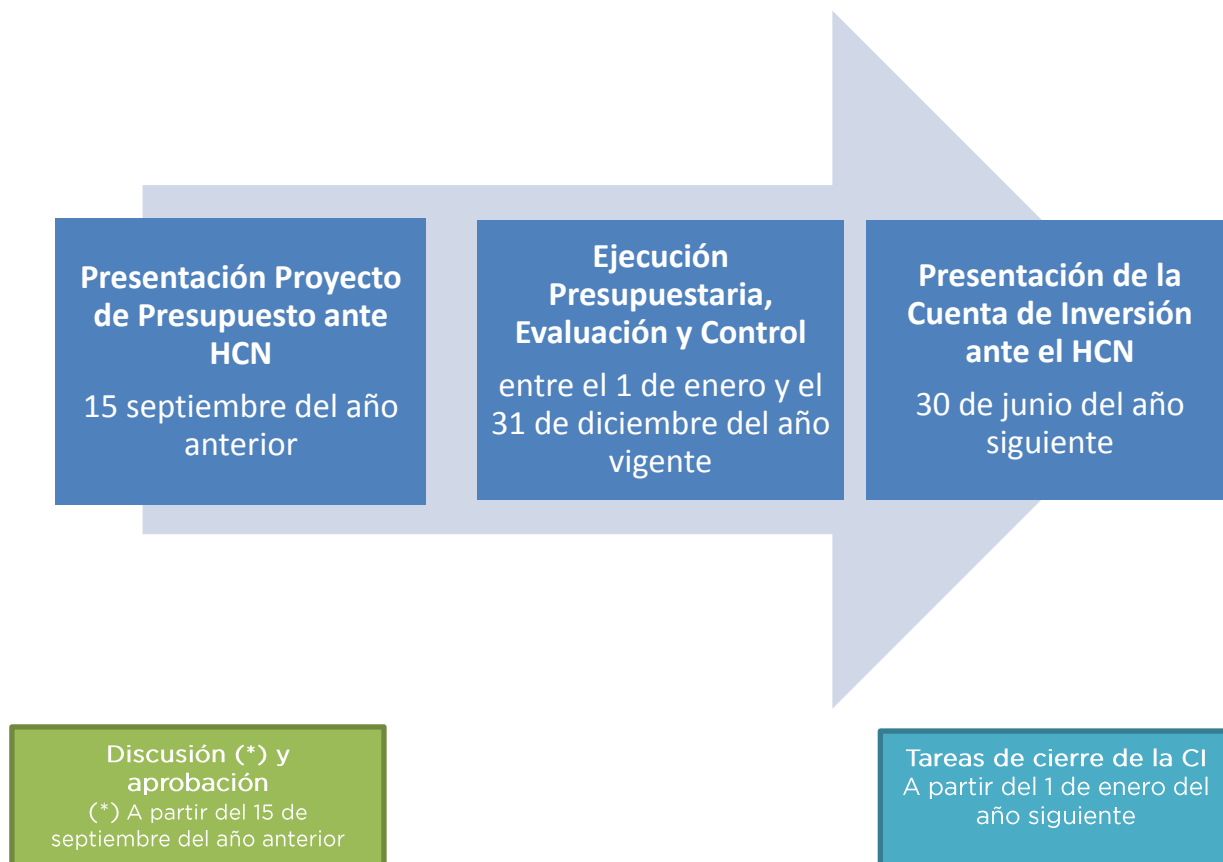 Presentación Proyecto
de Presupuesto ante
HCN
15 septiembre del año
anterior
Ejecución
Presupuestaria,
Evaluación y Control
entre el 1 de enero y el
31 de diciembre del año
vigente
Presentación de la
Cuenta de Inversión
ante el HCN
30 de junio del año
siguiente
Discusión (*) y
aprobación
(*) A partir del 15 de
septiembre del año anterior
Tareas de cierre de la CI
A partir del 1 de enero del
año siguiente